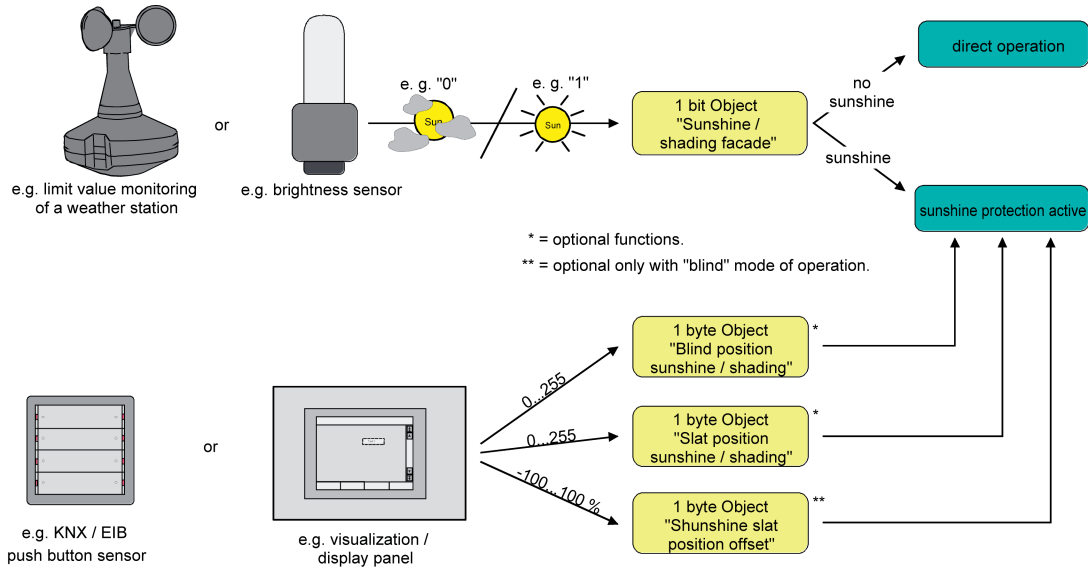 e. g. "0"
e. g. "1"
Sun
Sun
or
e.g. limit value monitoring
of a weather station
e.g. brightness sensor
1 bit Object
"Sunshine /
shading facade"
no
sunshine
sunshine
direct operation
sunshine protection active
* = optional functions.
** = optional only with "blind" mode of operation.
1 byte Object
"Blind position
sunshine / shading"
*
0...255
1 byte Object
"Slat position
sunshine / shading"
*
0...255
1 byte Object
"Shunshine slat
position offset"
**
-100...100 %
or
e.g. KNX / EIB
push button sensor
e.g. visualization /
display panel